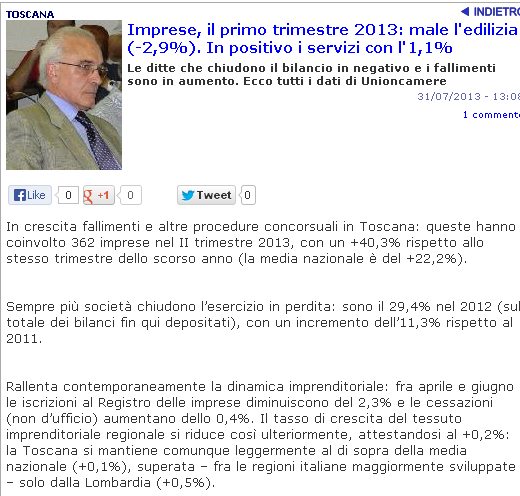 TOSCANA
INDIETRO
Imprese, il primo trimestre 2013: male l'edilizia
(-2,9%). In positivo i servizi con l'1,1%
Le ditte che chiudono il bilancio in negativo e i fallimenti
sono in aumento. Ecco tutti i dati di Unioncamere
31/07/2013 - 13:08
1 commento
Like 0 +1 0 Tweet 0
In crescita fallimenti e altre procedure concorsuali in Toscana: queste hanno
coinvolto 362 imprese nel II trimestre 2013, con un +40,3% rispetto allo
stesso trimestre dello scorso anno (la media nazionale è del +22,2%).
Sempre più società chiudono l'esercizio in perdita: sono il 29,4% nel 2012 (sul
totale dei bilanci fin qui depositati), con un incremento dell'11,3% rispetto al
2011.
Rallenta contemporaneamente la dinamica imprenditoriale: fra aprile e giugno
le iscrizioni al Registro delle imprese diminuiscono del 2,3% e le cessazioni
(non d'ufficio) aumentano dello 0,4%. Il tasso di crescita del tessuto
imprenditoriale regionale si riduce così ulteriormente, attestandosi al +0,2%:
la Toscana si mantiene comunque leggermente al di sopra della media
nazionale (+0,1%), superata – fra le regioni italiane maggiormente sviluppate
– solo dalla Lombardia (+0,5%).